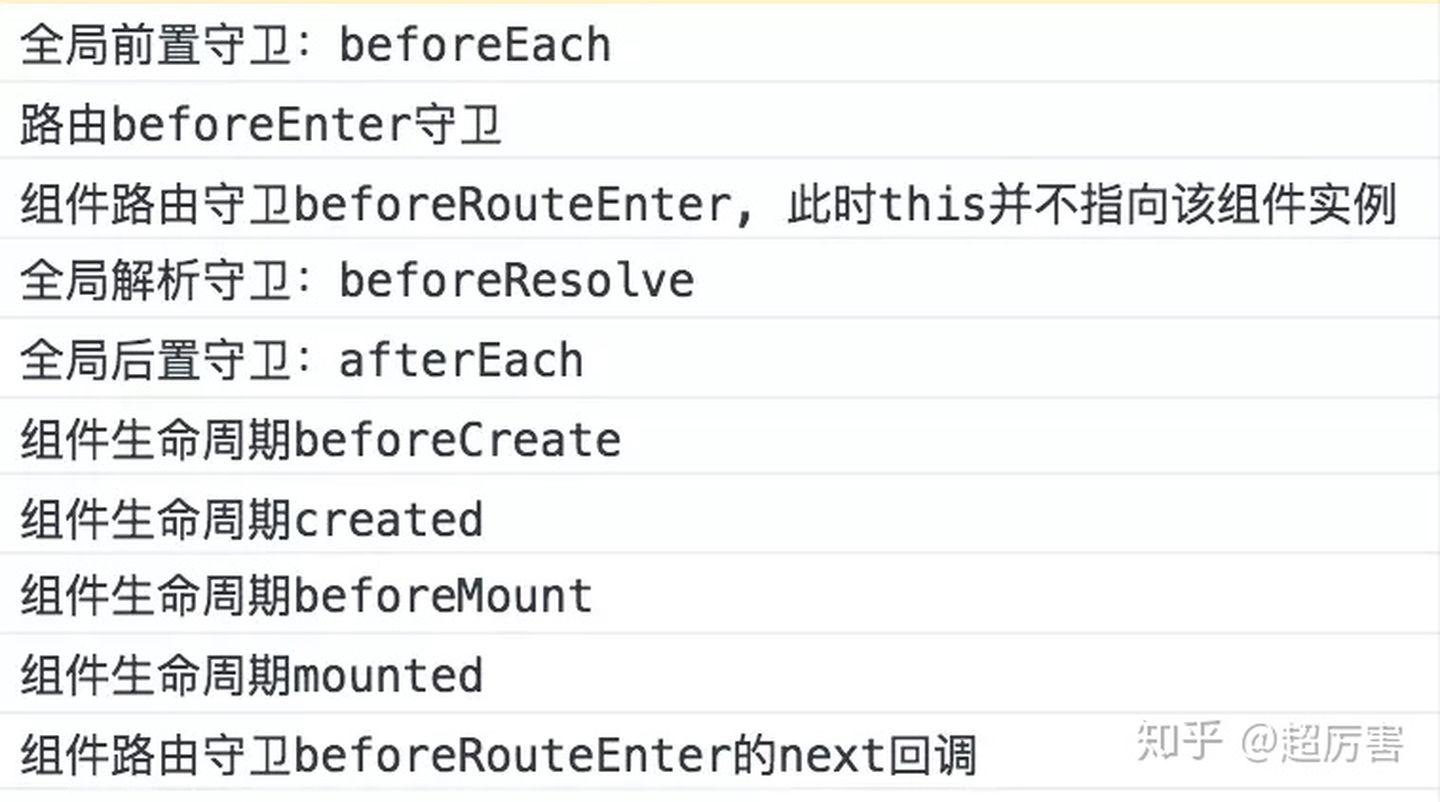 全局前置守卫：beforeEach
路由beforeEnter守卫
组件路由守卫beforeRouteEnter, 此时this并不指向该组件实例
全局解析守卫：beforeResolve
全局后置守卫：afterEach
组件生命周期beforeCreate
组件生命周期created
组件生命周期beforeMount
组件生命周期mounted
组件路由守卫beforeRouteEnter的next回调
知乎 @超厉害